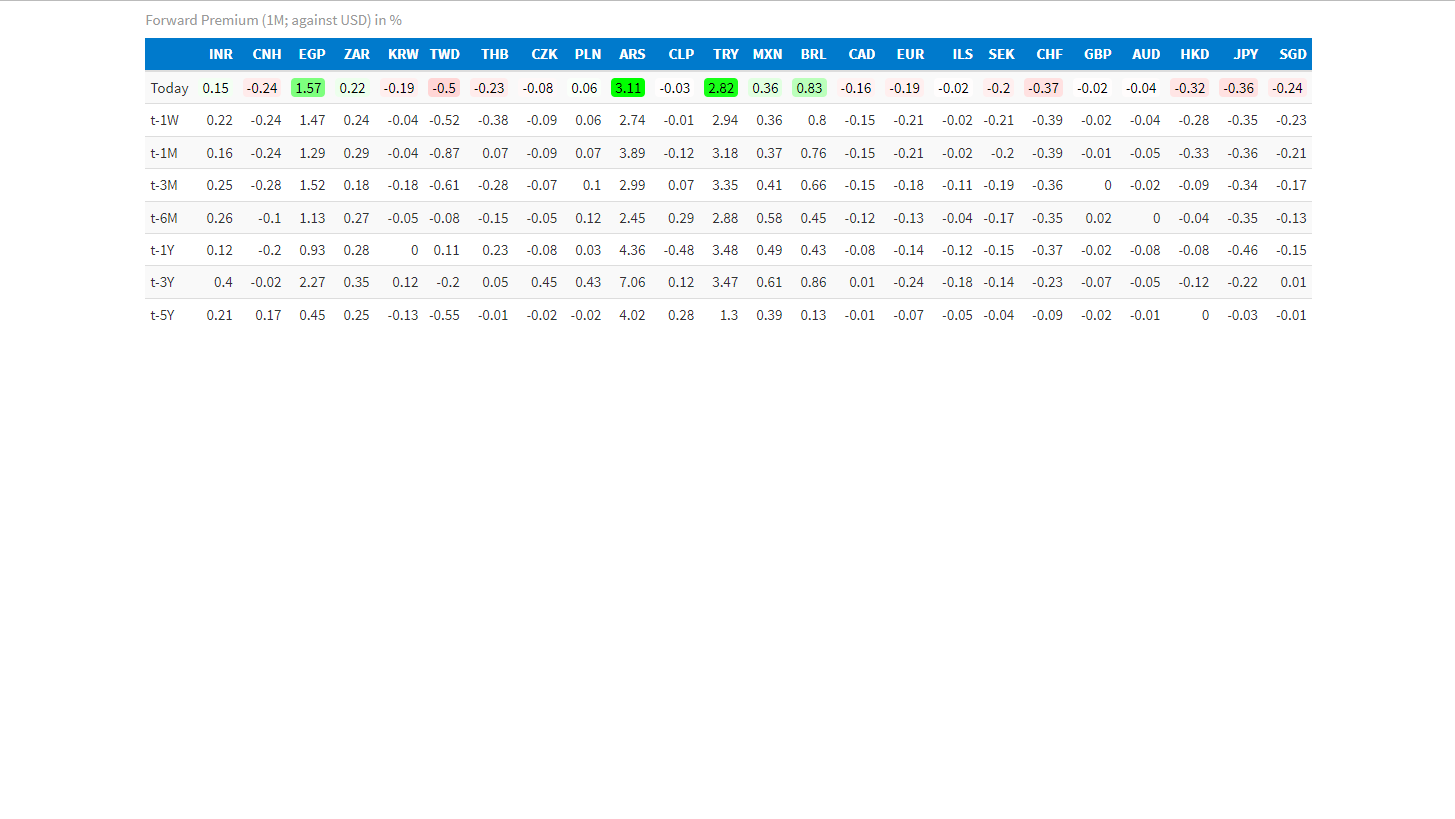 Forward Premium (1M; against USD) in %
INR CNH EGP ZAR KRW TWD THB CZK PLN ARS CLP TRY MXN BRL CAD EUR ILS SEK CHF GBP AUD HKD JPY SGD
Today 0.15 -0.24 1.57 0.22 -0.19 -0.5 -0.23 -0.08 0.06 3.11 -0.03 2.82 0.36 0.83 -0.16 -0.19 -0.02 -0.2 -0.37 -0.02 -0.04 -0.32 -0.36 -0.24
t-1W 0.22 -0.24 1.47 0.24 -0.04 -0.52 -0.38 -0.09 0.06 2.74 -0.01 2.94 0.36 0.8 -0.15 -0.21 -0.02 -0.21 -0.39 -0.02 -0.04 -0.28 -0.35 -0.23
t-1M 0.16 -0.24 1.29 0.29 -0.04 -0.87 0.07 -0.09 0.07 3.89 -0.12 3.18 0.37 0.76 -0.15 -0.21 -0.02 -0.2 -0.39 -0.01 -0.05 -0.33 -0.36 -0.21
t-3M 0.25 -0.28 1.52 0.18 -0.18 -0.61 -0.28 -0.07 0.1 2.99 0.07 3.35 0.41 0.66 -0.15 -0.18 -0.11 -0.19 -0.36 0 -0.02 -0.09 -0.34 -0.17
t-6M 0.26 -0.1 1.13 0.27 -0.05 -0.08 -0.15 -0.05 0.12 2.45 0.29 2.88 0.58 0.45 -0.12 -0.13 -0.04 -0.17 -0.35 0.02 0 -0.04 -0.35 -0.13
t-1Y 0.12 -0.2 0.93 0.28 0 0.11 0.23 -0.08 0.03 4.36 -0.48 3.48 0.49 0.43 -0.08 -0.14 -0.12 -0.15 -0.37 -0.02 -0.08 -0.08 -0.46 -0.15
t-3Y 0.4 -0.02 2.27 0.35 0.12 -0.2 0.05 0.45 0.43 7.06 0.12 3.47 0.61 0.86 0.01 -0.24 -0.18 -0.14 -0.23 -0.07 -0.05 -0.12 -0.22 0.01
t-5Y 0.21 0.17 0.45 0.25 -0.13 -0.55 -0.01 -0.02 -0.02 4.02 0.28 1.3 0.39 0.13 -0.01 -0.07 -0.05 -0.04 -0.09 -0.02 -0.01 0 -0.03 -0.01